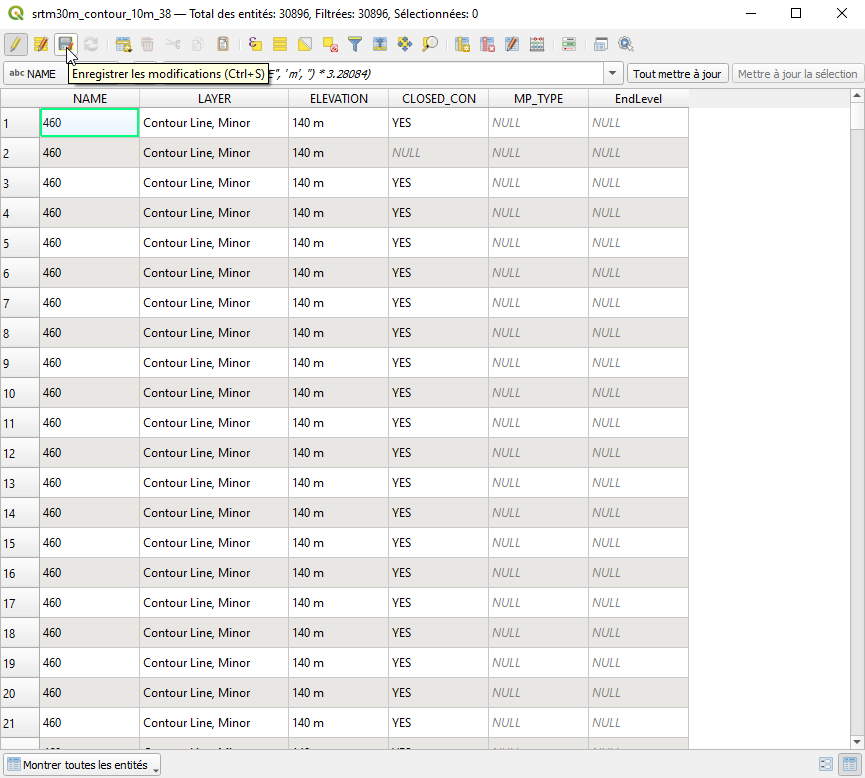 srtm30m_contour_10m_38 — Total des entités: 30896, Filtrées: 30896, Sélectionnées: 0
abc NAME E", 'm', '') * 3.28084) Tout mettre à jour Mettre à jour la sélection
Enregistrer les modifications (Ctrl+S)
NAME LAYER ELEVATION CLOSED_CON MP_TYPE EndLevel
1 460 Contour Line, Minor 140 m YES NULL NULL
2 460 Contour Line, Minor 140 m NULL NULL NULL
3 460 Contour Line, Minor 140 m YES NULL NULL
4 460 Contour Line, Minor 140 m YES NULL NULL
5 460 Contour Line, Minor 140 m YES NULL NULL
6 460 Contour Line, Minor 140 m YES NULL NULL
7 460 Contour Line, Minor 140 m YES NULL NULL
8 460 Contour Line, Minor 140 m YES NULL NULL
9 460 Contour Line, Minor 140 m YES NULL NULL
10 460 Contour Line, Minor 140 m YES NULL NULL
11 460 Contour Line, Minor 140 m YES NULL NULL
12 460 Contour Line, Minor 140 m YES NULL NULL
13 460 Contour Line, Minor 140 m YES NULL NULL
14 460 Contour Line, Minor 140 m YES NULL NULL
15 460 Contour Line, Minor 140 m YES NULL NULL
16 460 Contour Line, Minor 140 m YES NULL NULL
17 460 Contour Line, Minor 140 m YES NULL NULL
18 460 Contour Line, Minor 140 m YES NULL NULL
19 460 Contour Line, Minor 140 m YES NULL NULL
20 460 Contour Line, Minor 140 m YES NULL NULL
21 460 Contour Line, Minor 140 m YES NULL NULL
Montrer toutes les entités